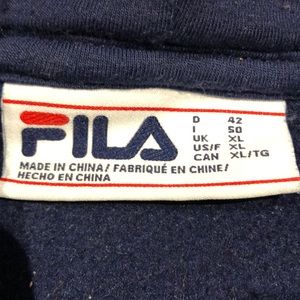 FILA
D 42
I 50
UK XL
US/F XL
CAN XL/TG
MADE IN CHINA / FABRIQUÉ EN CHINE /
HECHO EN CHINA